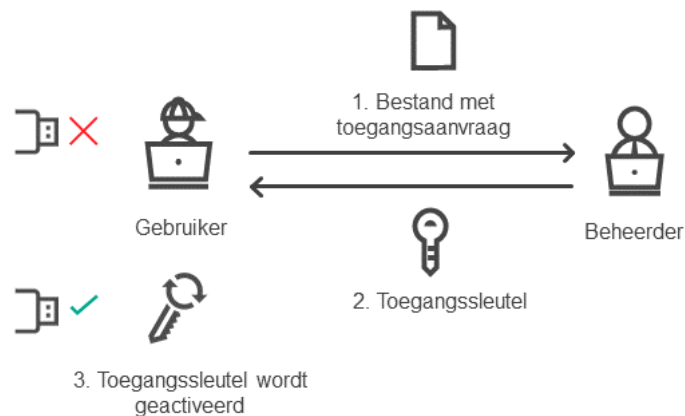 1. Bestand met
toegangsaanvraag
Gebruiker
Beheerder
2. Toegangssleutel
3. Toegangssleutel wordt
geactiveerd